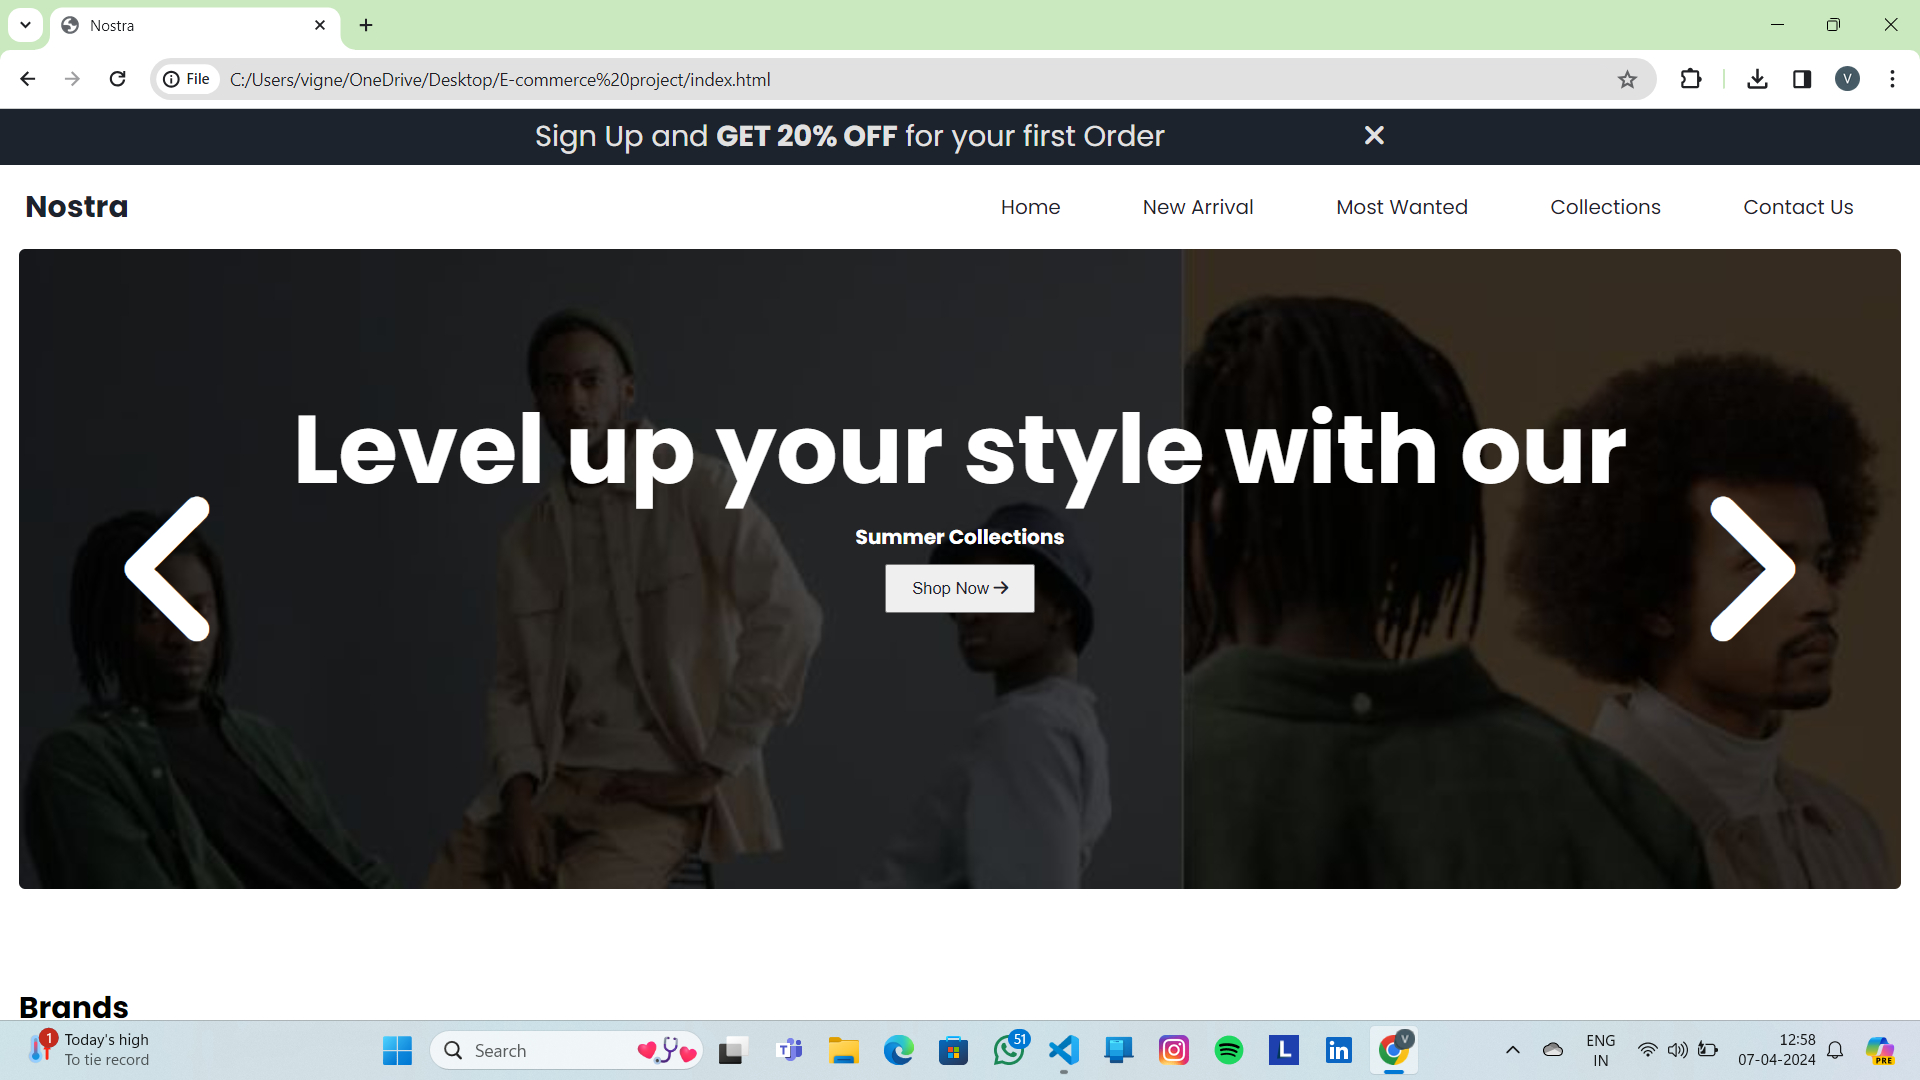 Nostra
File
C:/Users/vigne/OneDrive/Desktop/E-commerce%20project/index.html
V
Sign Up and GET 20% OFF for your first Order
Nostra
Home
New Arrival
Most Wanted
Collections
Contact Us
Level up your style with our
Summer Collections
Shop Now
Brands
1
Today's high
To tie record
Search
T
51
L
in
V
ENG
IN
12:58
07-04-2024
PRE